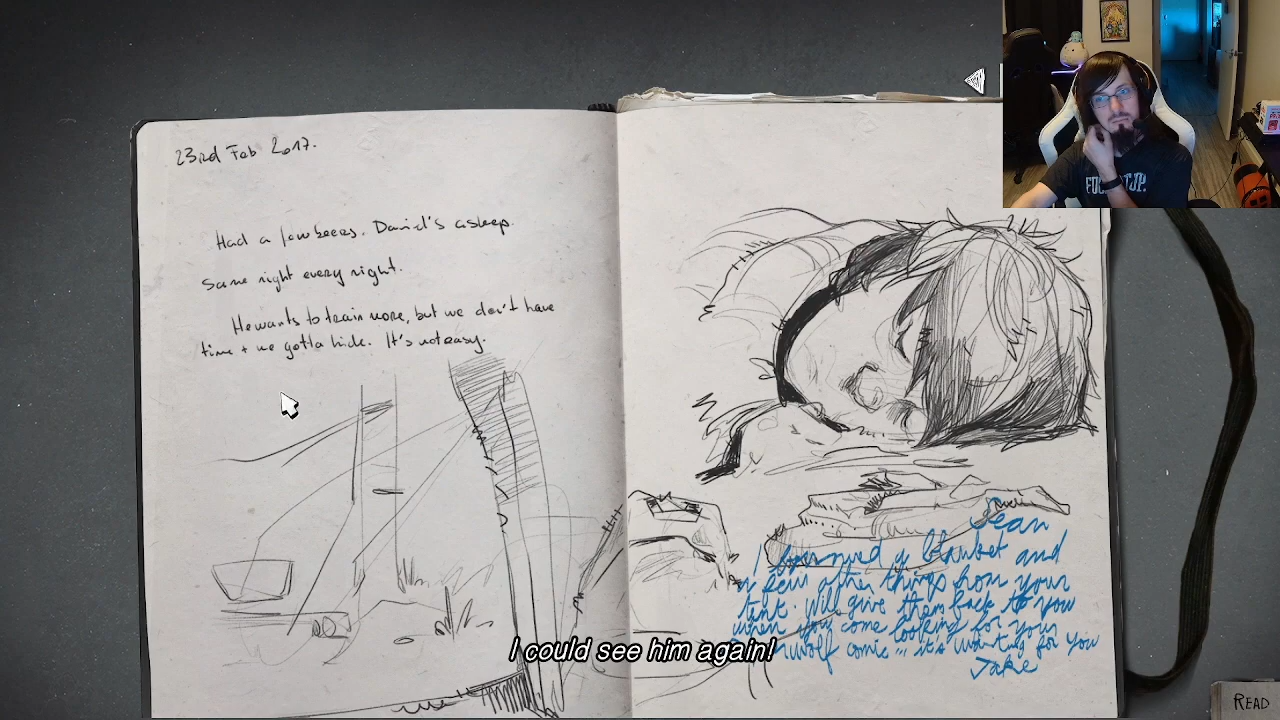 23rd Feb 2017.
Had a few beers. Daniel's asleep.
Same night every night.
He wants to train more, but we don't have
time + we gotta hide. It's not easy.
Sean
I borrowed a blanket and
a few other things from your
tent. Will give them back to you
when you come looking for your
comic... it's waiting for you
Jake
I could see him again!
READ